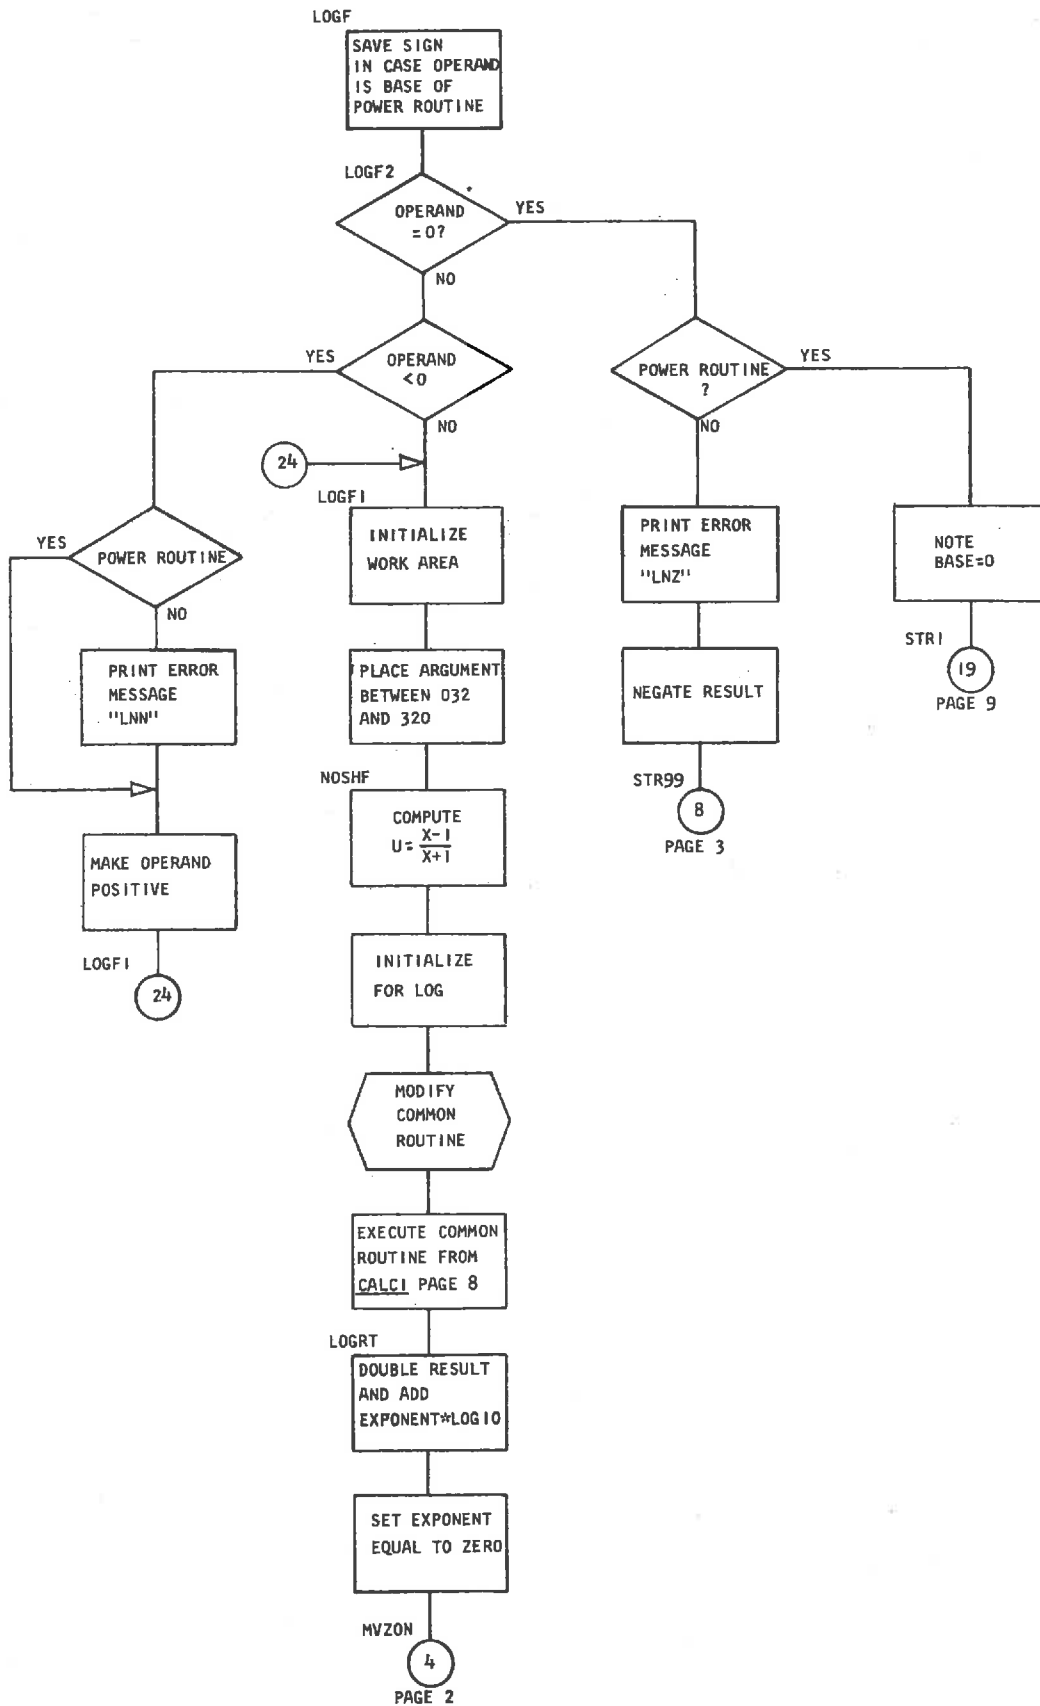 LOGF
SAVE SIGN
IN CASE OPERAND
IS BASE OF
POWER ROUTINE
LOGF2
OPERAND
=0?
YES
NO
YES
OPERAND
<0
NO
POWER ROUTINE
?
YES
NO
24
LOGF1
INITIALIZE
WORK AREA
PRINT ERROR
MESSAGE
"LNZ"
NOTE
BASE=0
YES
POWER ROUTINE
NO
STR1
19
PAGE 9
PRINT ERROR
MESSAGE
"LNN"
PLACE ARGUMENT
BETWEEN 032
AND 320
NEGATE RESULT
NOSHF
STR99
8
PAGE 3
COMPUTE
U= X-1
X+1
MAKE OPERAND
POSITIVE
LOGF1
24
INITIALIZE
FOR LOG
MODIFY
COMMON
ROUTINE
EXECUTE COMMON
ROUTINE FROM
CALC1 PAGE 8
LOGRT
DOUBLE RESULT
AND ADD
EXPONENT*LOG10
SET EXPONENT
EQUAL TO ZERO
MVZON
4
PAGE 2